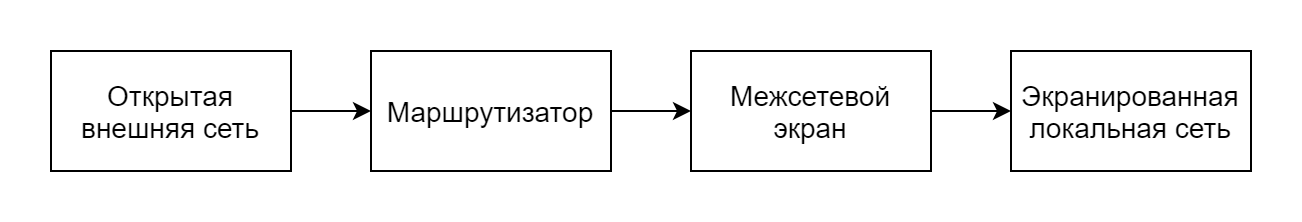 Открытая
внешняя сеть
Маршрутизатор
Межсетевой
экран
Экранированная
локальная сеть